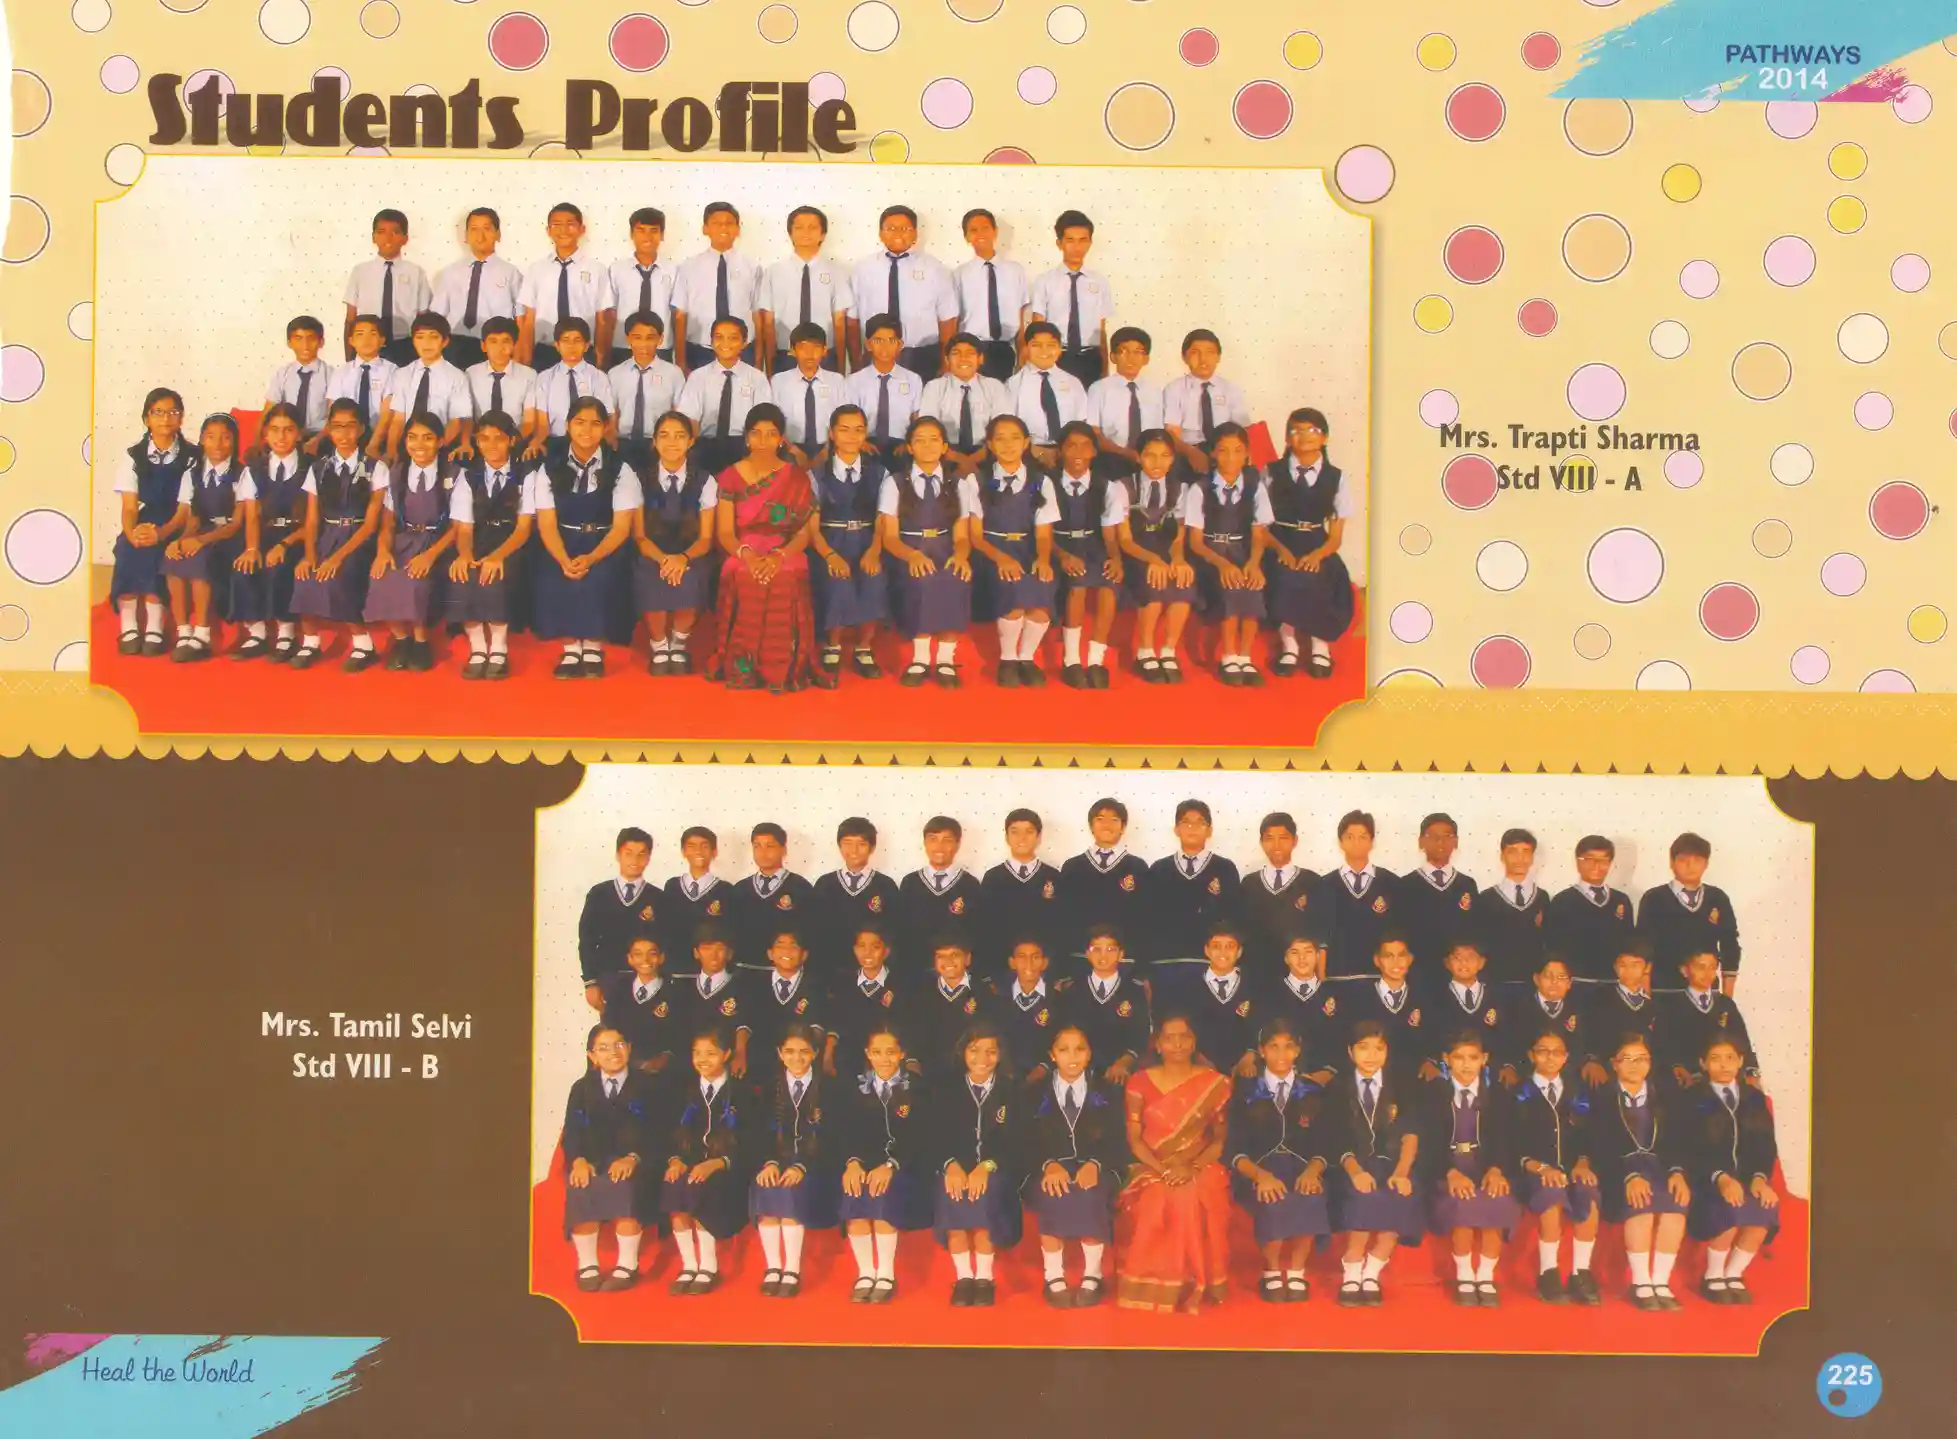 PATHWAYS
2014
Students Profile
Mrs. Trapti Sharma
Std VIII - A
Mrs. Tamil Selvi
Std VIII - B
Heal the World
225